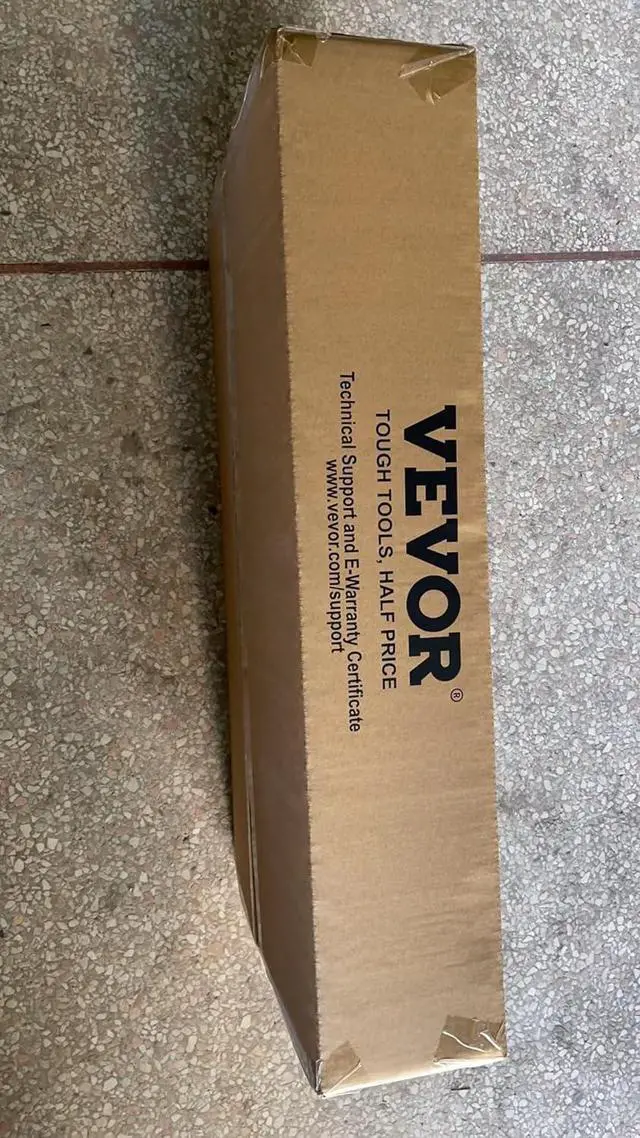 VEVOR®
TOUGH TOOLS, HALF PRICE
Technical Support and E-Warranty Certificate
www.vevor.com/support